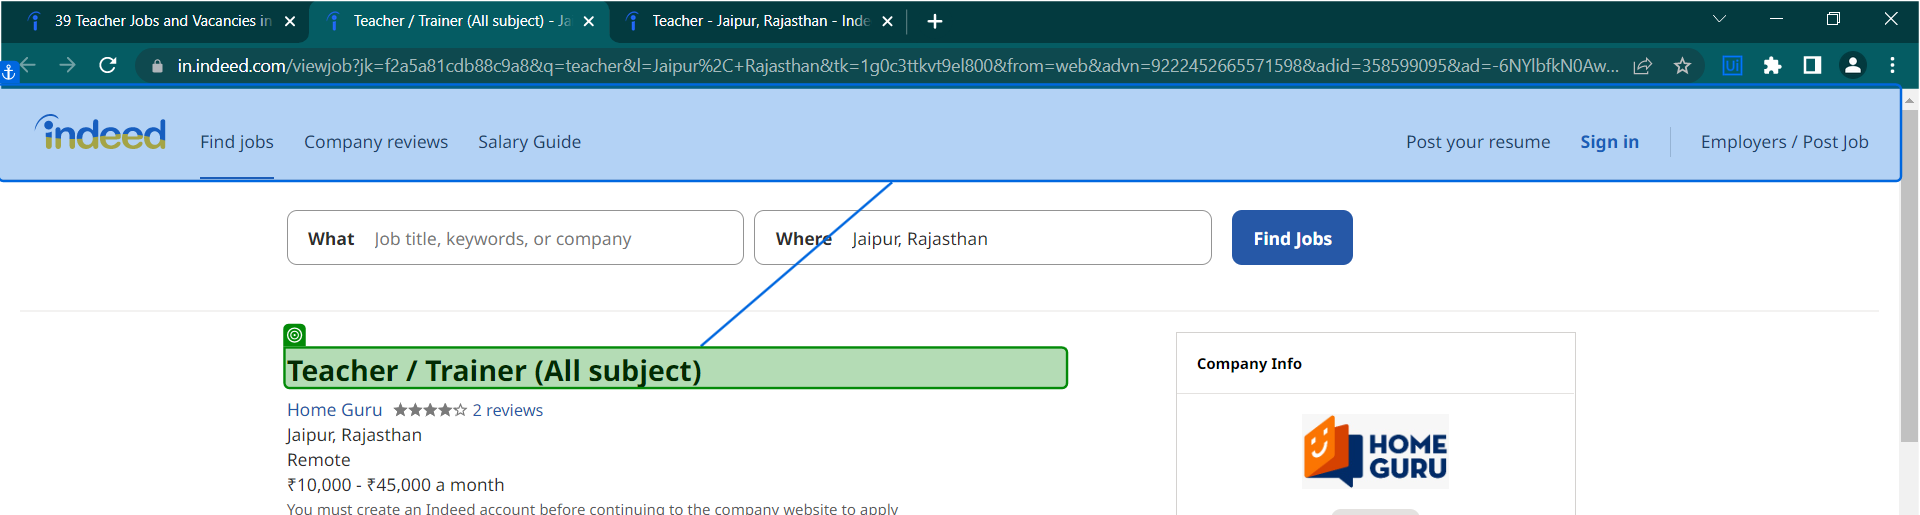 39 Teacher Jobs and Vacancies in
Teacher / Trainer (All subject) - Ja
Teacher - Jaipur, Rajasthan - Inde
in.indeed.com/viewjob?jk=f2a5a81cdb88c9a8&q=teacher&l=Jaipur%2C+Rajasthan&tk=1g0c3ttkvt9el800&from=web&advn=9222452665571598&adid=358599095&ad=-6NYlbfkN0Aw...
Ui
indeed
Find jobs
Company reviews
Salary Guide
Post your resume
Sign in
Employers / Post Job
What Job title, keywords, or company
Where Jaipur, Rajasthan
Find Jobs
Teacher / Trainer (All subject)
Home Guru 2 reviews
Jaipur, Rajasthan
Remote
₹10,000 - ₹45,000 a month
You must create an Indeed account before continuing to the company website to apply
Company Info
HOME
GURU